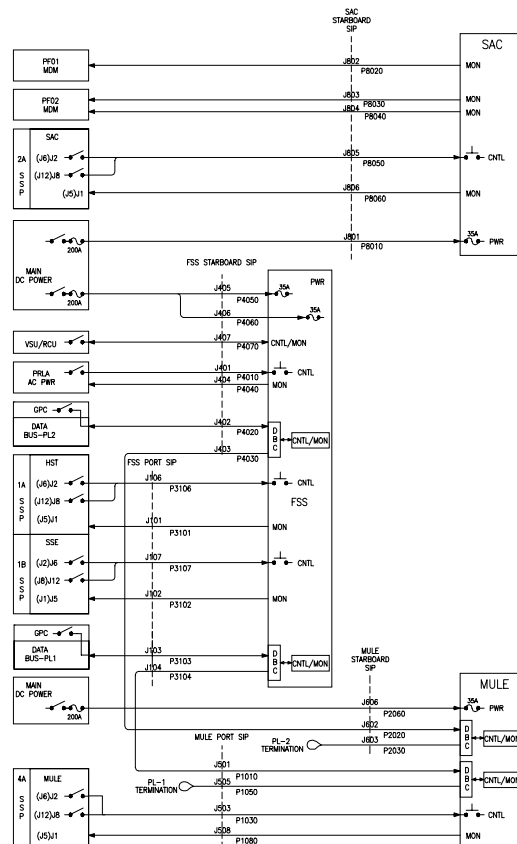 SAC
STARBOARD
SIP
SAC
PF01
MDM
J802
P8020
MON
PF02
MDM
J803
P8030
MON
J804
P8040
MON
SAC
2A
S
S
P
(J6)J2
(J12)J8
(J5)J1
J805
P8050
CNTL
J806
P8060
MON
200A
MAIN
DC POWER
200A
J801
P8010
35A
PWR
FSS STARBOARD SIP
J405
P4050
35A
PWR
J406
P4060
35A
VSU/RCU
J407
P4070
CNTL/MON
PRLA
AC PWR
J401
P4010
CNTL
J404
P4040
MON
GPC
DATA
BUS-PL2
J402
P4020
D
B
C
CNTL/MON
J403
P4030
FSS PORT SIP
FSS
HST
1A
S
S
P
(J6)J2
(J12)J8
(J5)J1
J106
P3106
CNTL
J101
P3101
MON
SSE
1B
S
S
P
(J2)J6
(J8)J12
(J1)J5
J107
P3107
CNTL
J102
P3102
MON
GPC
DATA
BUS-PL1
J103
P3103
J104
P3104
D
B
C
CNTL/MON
MULE
STARBOARD
SIP
MULE
MAIN
DC POWER
200A
J606
P2060
35A
PWR
J602
P2020
D
B
C
CNTL/MON
PL-2
TERMINATION
J603
P2030
MULE PORT SIP
J501
P1010
D
B
C
CNTL/MON
PL-1
TERMINATION
J505
P1050
4A
S
S
P
MULE
(J6)J2
(J12)J8
(J5)J1
J503
P1030
CNTL
J508
P1080
MON